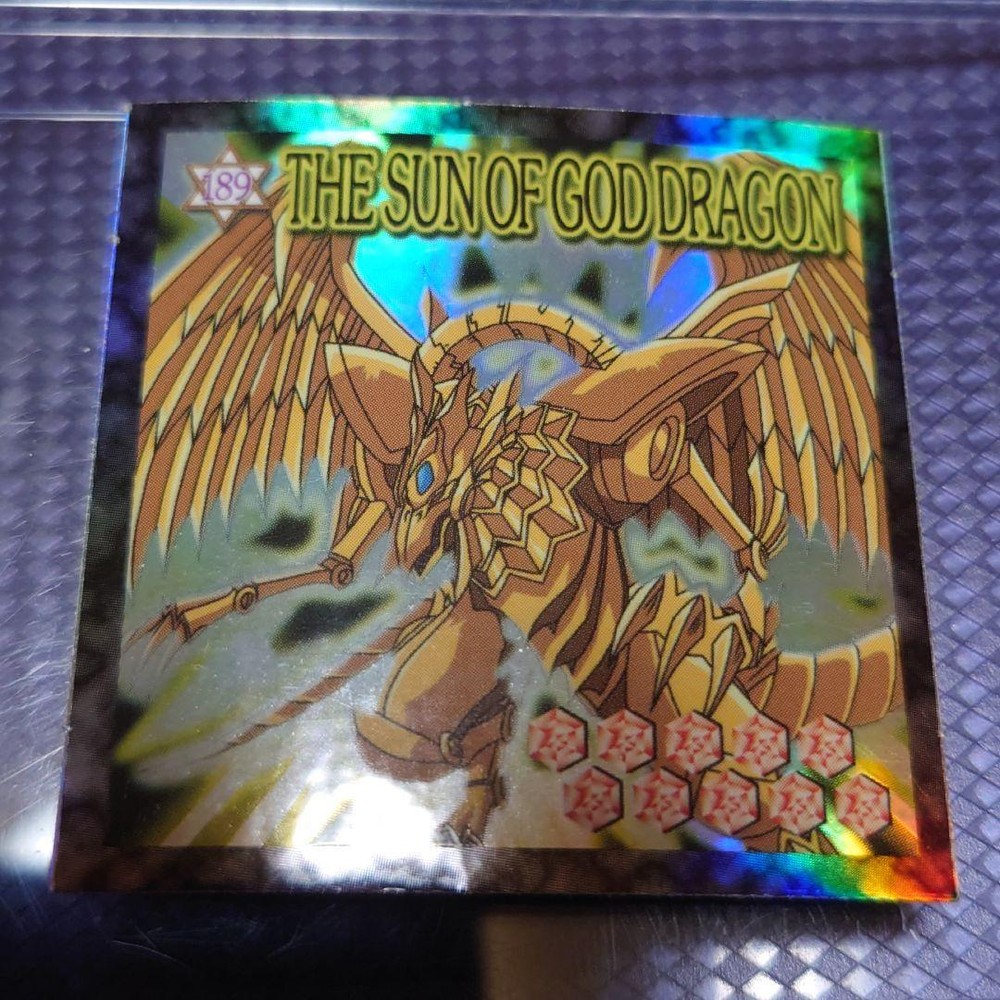 189
THE SUN OF GOD DRAGON